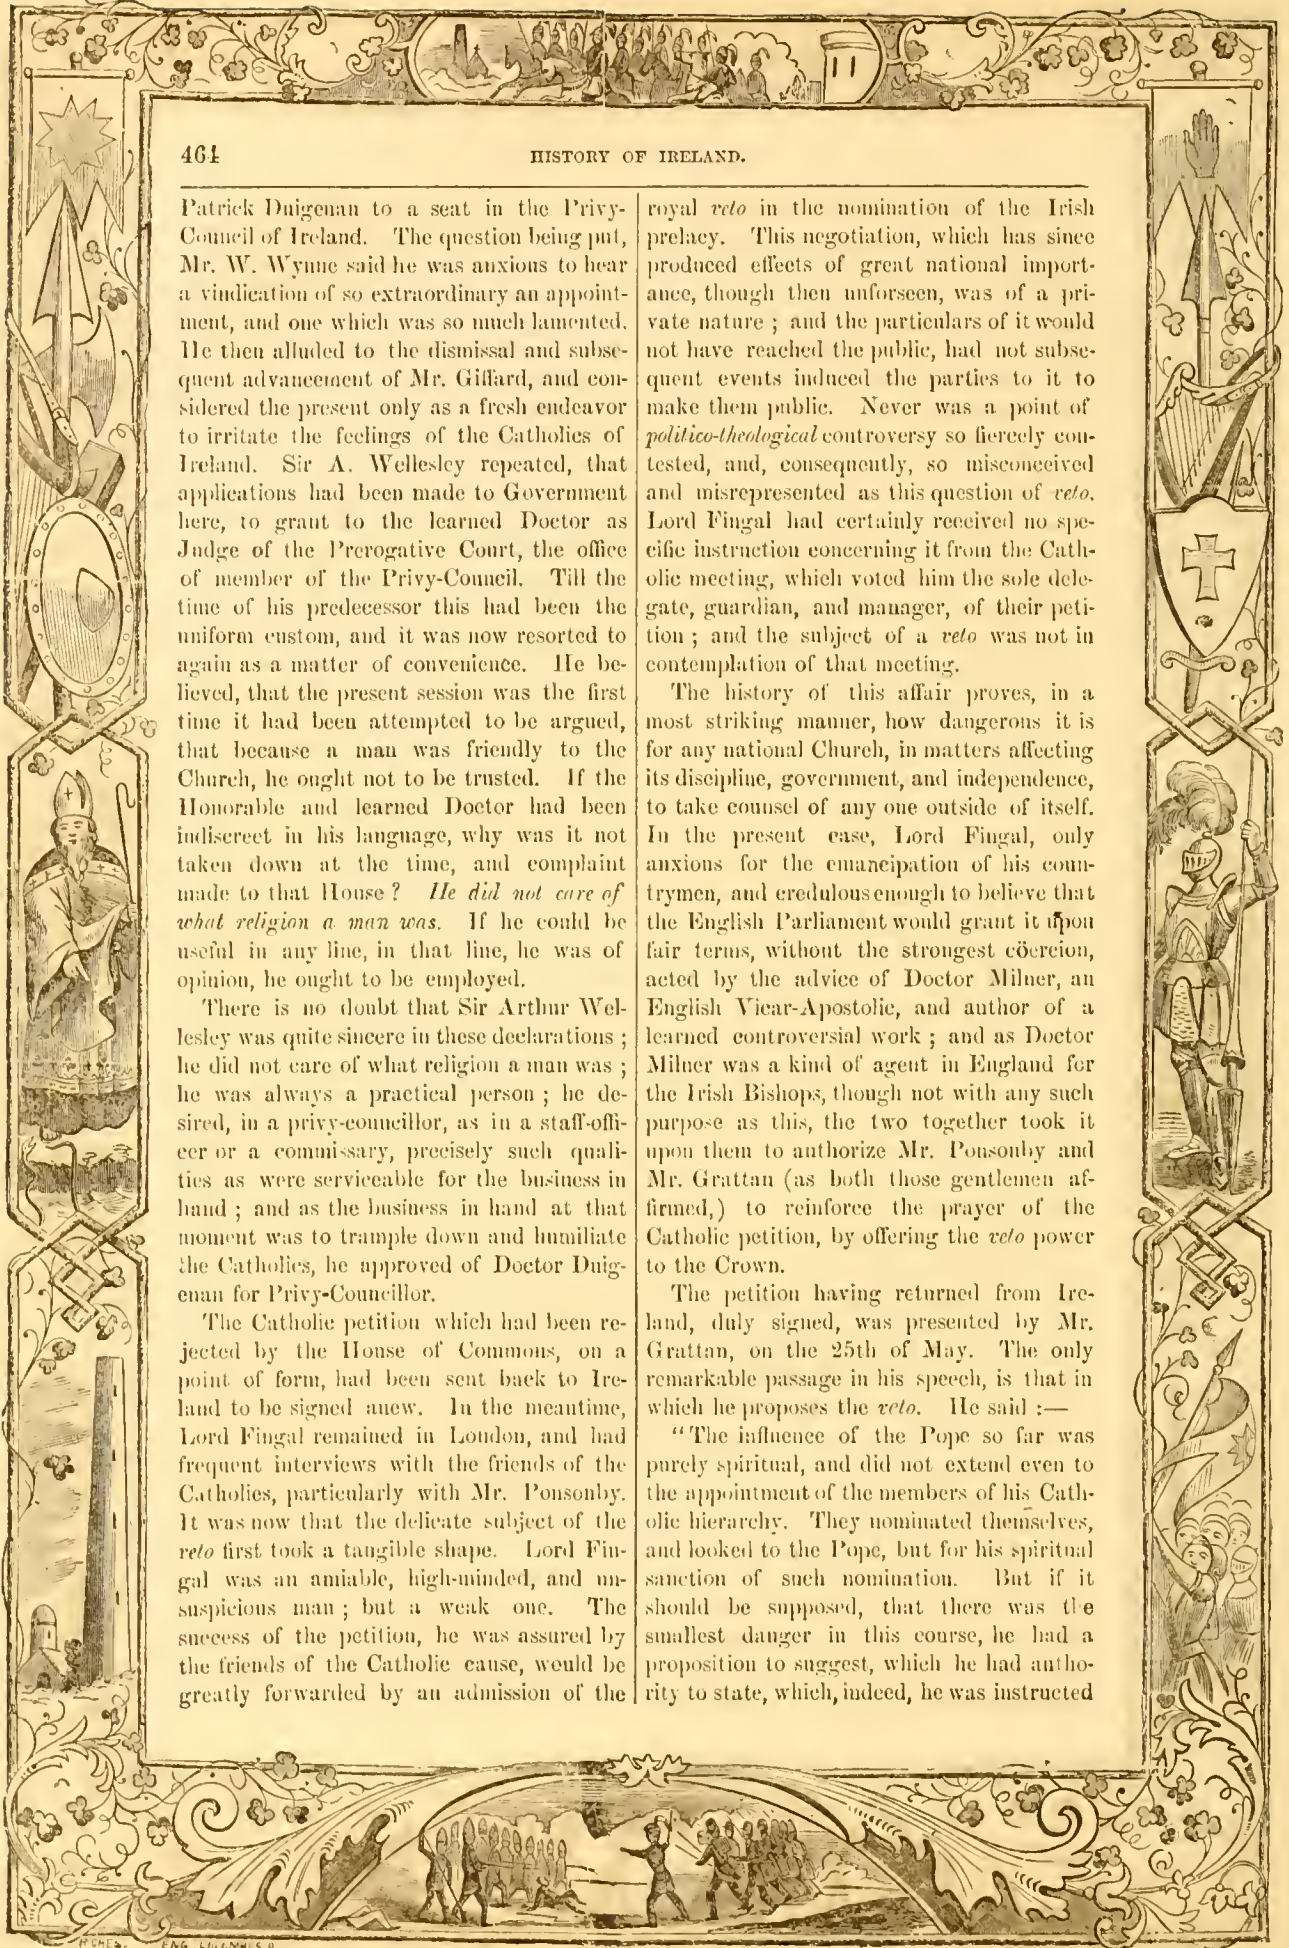 464
HISTORY OF IRELAND.
Patrick Duigenan to a seat in the Privy-
Council of Ireland. The question being put,
Mr. W. Wynne said he was anxious to hear
a vindication of so extraordinary an appoint-
ment, and one which was so much lamented.
He then alluded to the dismissal and subse-
quent advancement of Mr. Giffard, and con-
sidered the present only as a fresh endeavor
to irritate the feelings of the Catholics of
Ireland. Sir A. Wellesley repeated, that
applications had been made to Government
here, to grant to the learned Doctor as
Judge of the Prerogative Court, the office
of member of the Privy-Council. Till the
time of his predecessor this had been the
uniform custom, and it was now resorted to
again as a matter of convenience. He be-
lieved, that the present session was the first
time it had been attempted to be argued,
that because a man was friendly to the
Church, he ought not to be trusted. If the
Honorable and learned Doctor had been
indiscreet in his language, why was it not
taken down at the time, and complaint
made to that House? He did not care of
what religion a man was. If he could be
useful in any line, in that line, he was of
opinion, he ought to be employed.
There is no doubt that Sir Arthur Wel-
lesley was quite sincere in these declarations ;
he did not care of what religion a man was ;
he was always a practical person ; he de-
sired, in a privy-councillor, as in a staff-offi-
cer or a commissary, precisely such quali-
ties as were serviceable for the business in
hand ; and as the business in hand at that
moment was to trample down and humiliate
the Catholics, he approved of Doctor Duig-
enan for Privy-Councillor.
The Catholic petition which had been re-
jected by the House of Commons, on a
point of form, had been sent back to Ire-
land to be signed anew. In the meantime,
Lord Fingal remained in London, and had
frequent interviews with the friends of the
Catholics, particularly with Mr. Ponsonby.
It was now that the delicate subject of the
veto first took a tangible shape. Lord Fin-
gal was an amiable, high-minded, and un-
suspicious man ; but a weak one. The
success of the petition, he was assured by
the friends of the Catholic cause, would be
greatly forwarded by an admission of the
royal veto in the nomination of the Irish
prelacy. This negotiation, which has since
produced effects of great national import-
ance, though then unforseen, was of a pri-
vate nature ; and the particulars of it would
not have reached the public, had not subse-
quent events induced the parties to it to
make them public. Never was a point of
politico-theological controversy so fiercely con-
tested, and, consequently, so misconceived
and misrepresented as this question of veto.
Lord Fingal had certainly received no spe-
cific instruction concerning it from the Cath-
olic meeting, which voted him the sole dele-
gate, guardian, and manager, of their peti-
tion ; and the subject of a veto was not in
contemplation of that meeting.
The history of this affair proves, in a
most striking manner, how dangerous it is
for any national Church, in matters affecting
its discipline, government, and independence,
to take counsel of any one outside of itself.
In the present case, Lord Fingal, only
anxious for the emancipation of his coun-
trymen, and credulous enough to believe that
the English Parliament would grant it upon
fair terms, without the strongest cöercion,
acted by the advice of Doctor Milner, an
English Vicar-Apostolic, and author of a
learned controversial work ; and as Doctor
Milner was a kind of agent in England for
the Irish Bishops, though not with any such
purpose as this, the two together took it
upon them to authorize Mr. Ponsonby and
Mr. Grattan (as both those gentlemen af-
firmed,) to reinforce the prayer of the
Catholic petition, by offering the veto power
to the Crown.
The petition having returned from Ire-
land, duly signed, was presented by Mr.
Grattan, on the 25th of May. The only
remarkable passage in his speech, is that in
which he proposes the veto. He said :—
"The influence of the Pope so far was
purely spiritual, and did not extend even to
the appointment of the members of his Cath-
olic hierarchy. They nominated themselves,
and looked to the Pope, but for his spiritual
sanction of such nomination. But if it
should be supposed, that there was the
smallest danger in this course, he had a
proposition to suggest, which he had autho-
rity to state, which, indeed, he was instructed